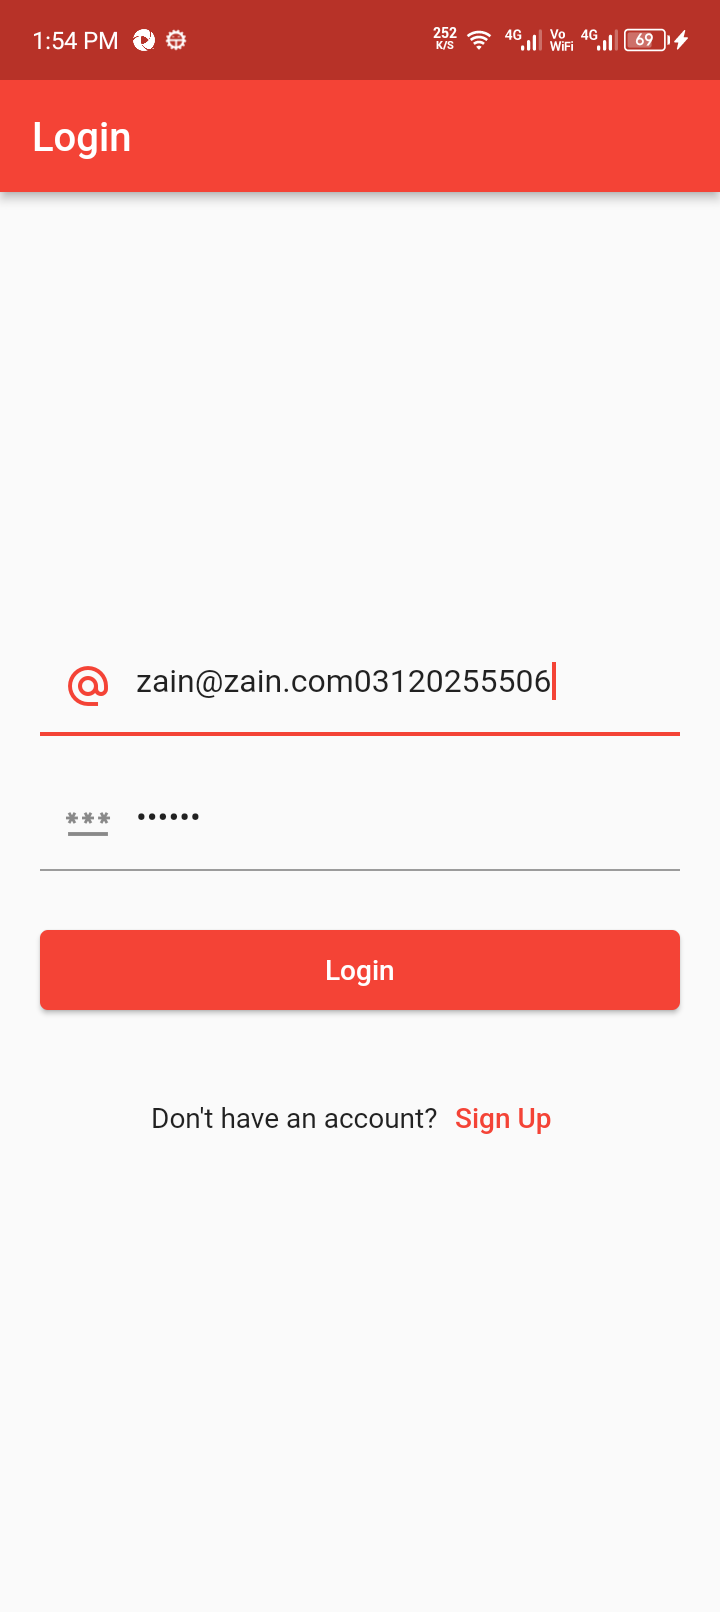 1:54 PM 252 K/S 4G Vo WiFi 4G 69
Login
zain@zain.com03120255506
*** ••••••
Login
Don't have an account? Sign Up